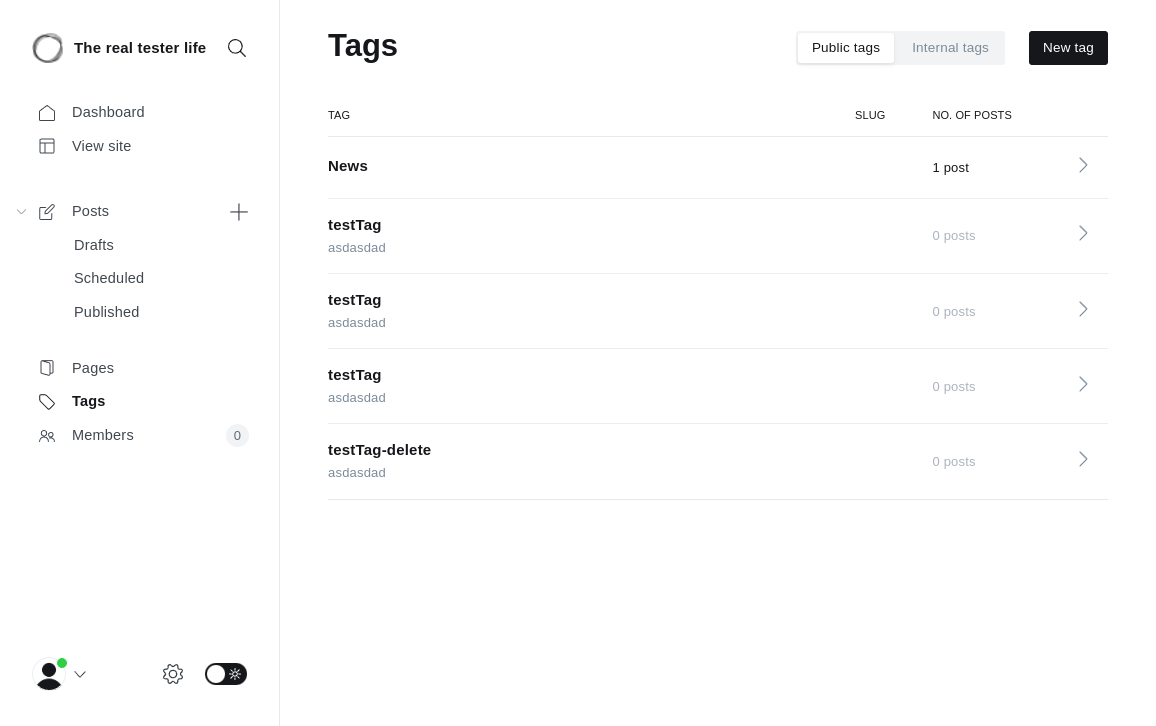 The real tester life
Dashboard
View site
Posts
Drafts
Scheduled
Published
Pages
Tags
Members
0
Tags
Public tags
Internal tags
New tag
TAG
SLUG
NO. OF POSTS
News
1 post
testTag
asdasdad
0 posts
testTag
asdasdad
0 posts
testTag
asdasdad
0 posts
testTag-delete
asdasdad
0 posts